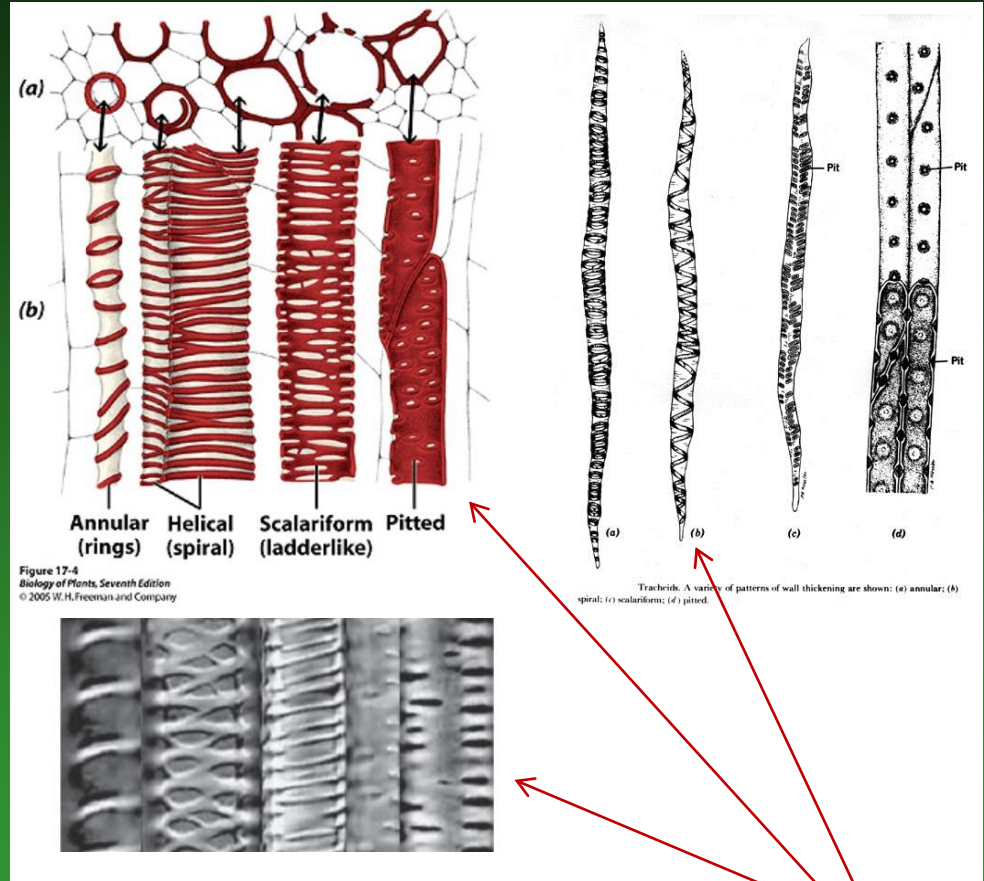 (a)
(b)
Annular Helical Scalariform Pitted
(rings) (spiral) (ladderlike)
Figure 17-4
Biology of Plants, Seventh Edition
© 2005 W. H. Freeman and Company
Pit
Pit
Pit
(a) (b) (c) (d)
Tracheids. A variety of patterns of wall thickening are shown: (a) annular; (b)
spiral; (c) scalariform; (d) pitted.